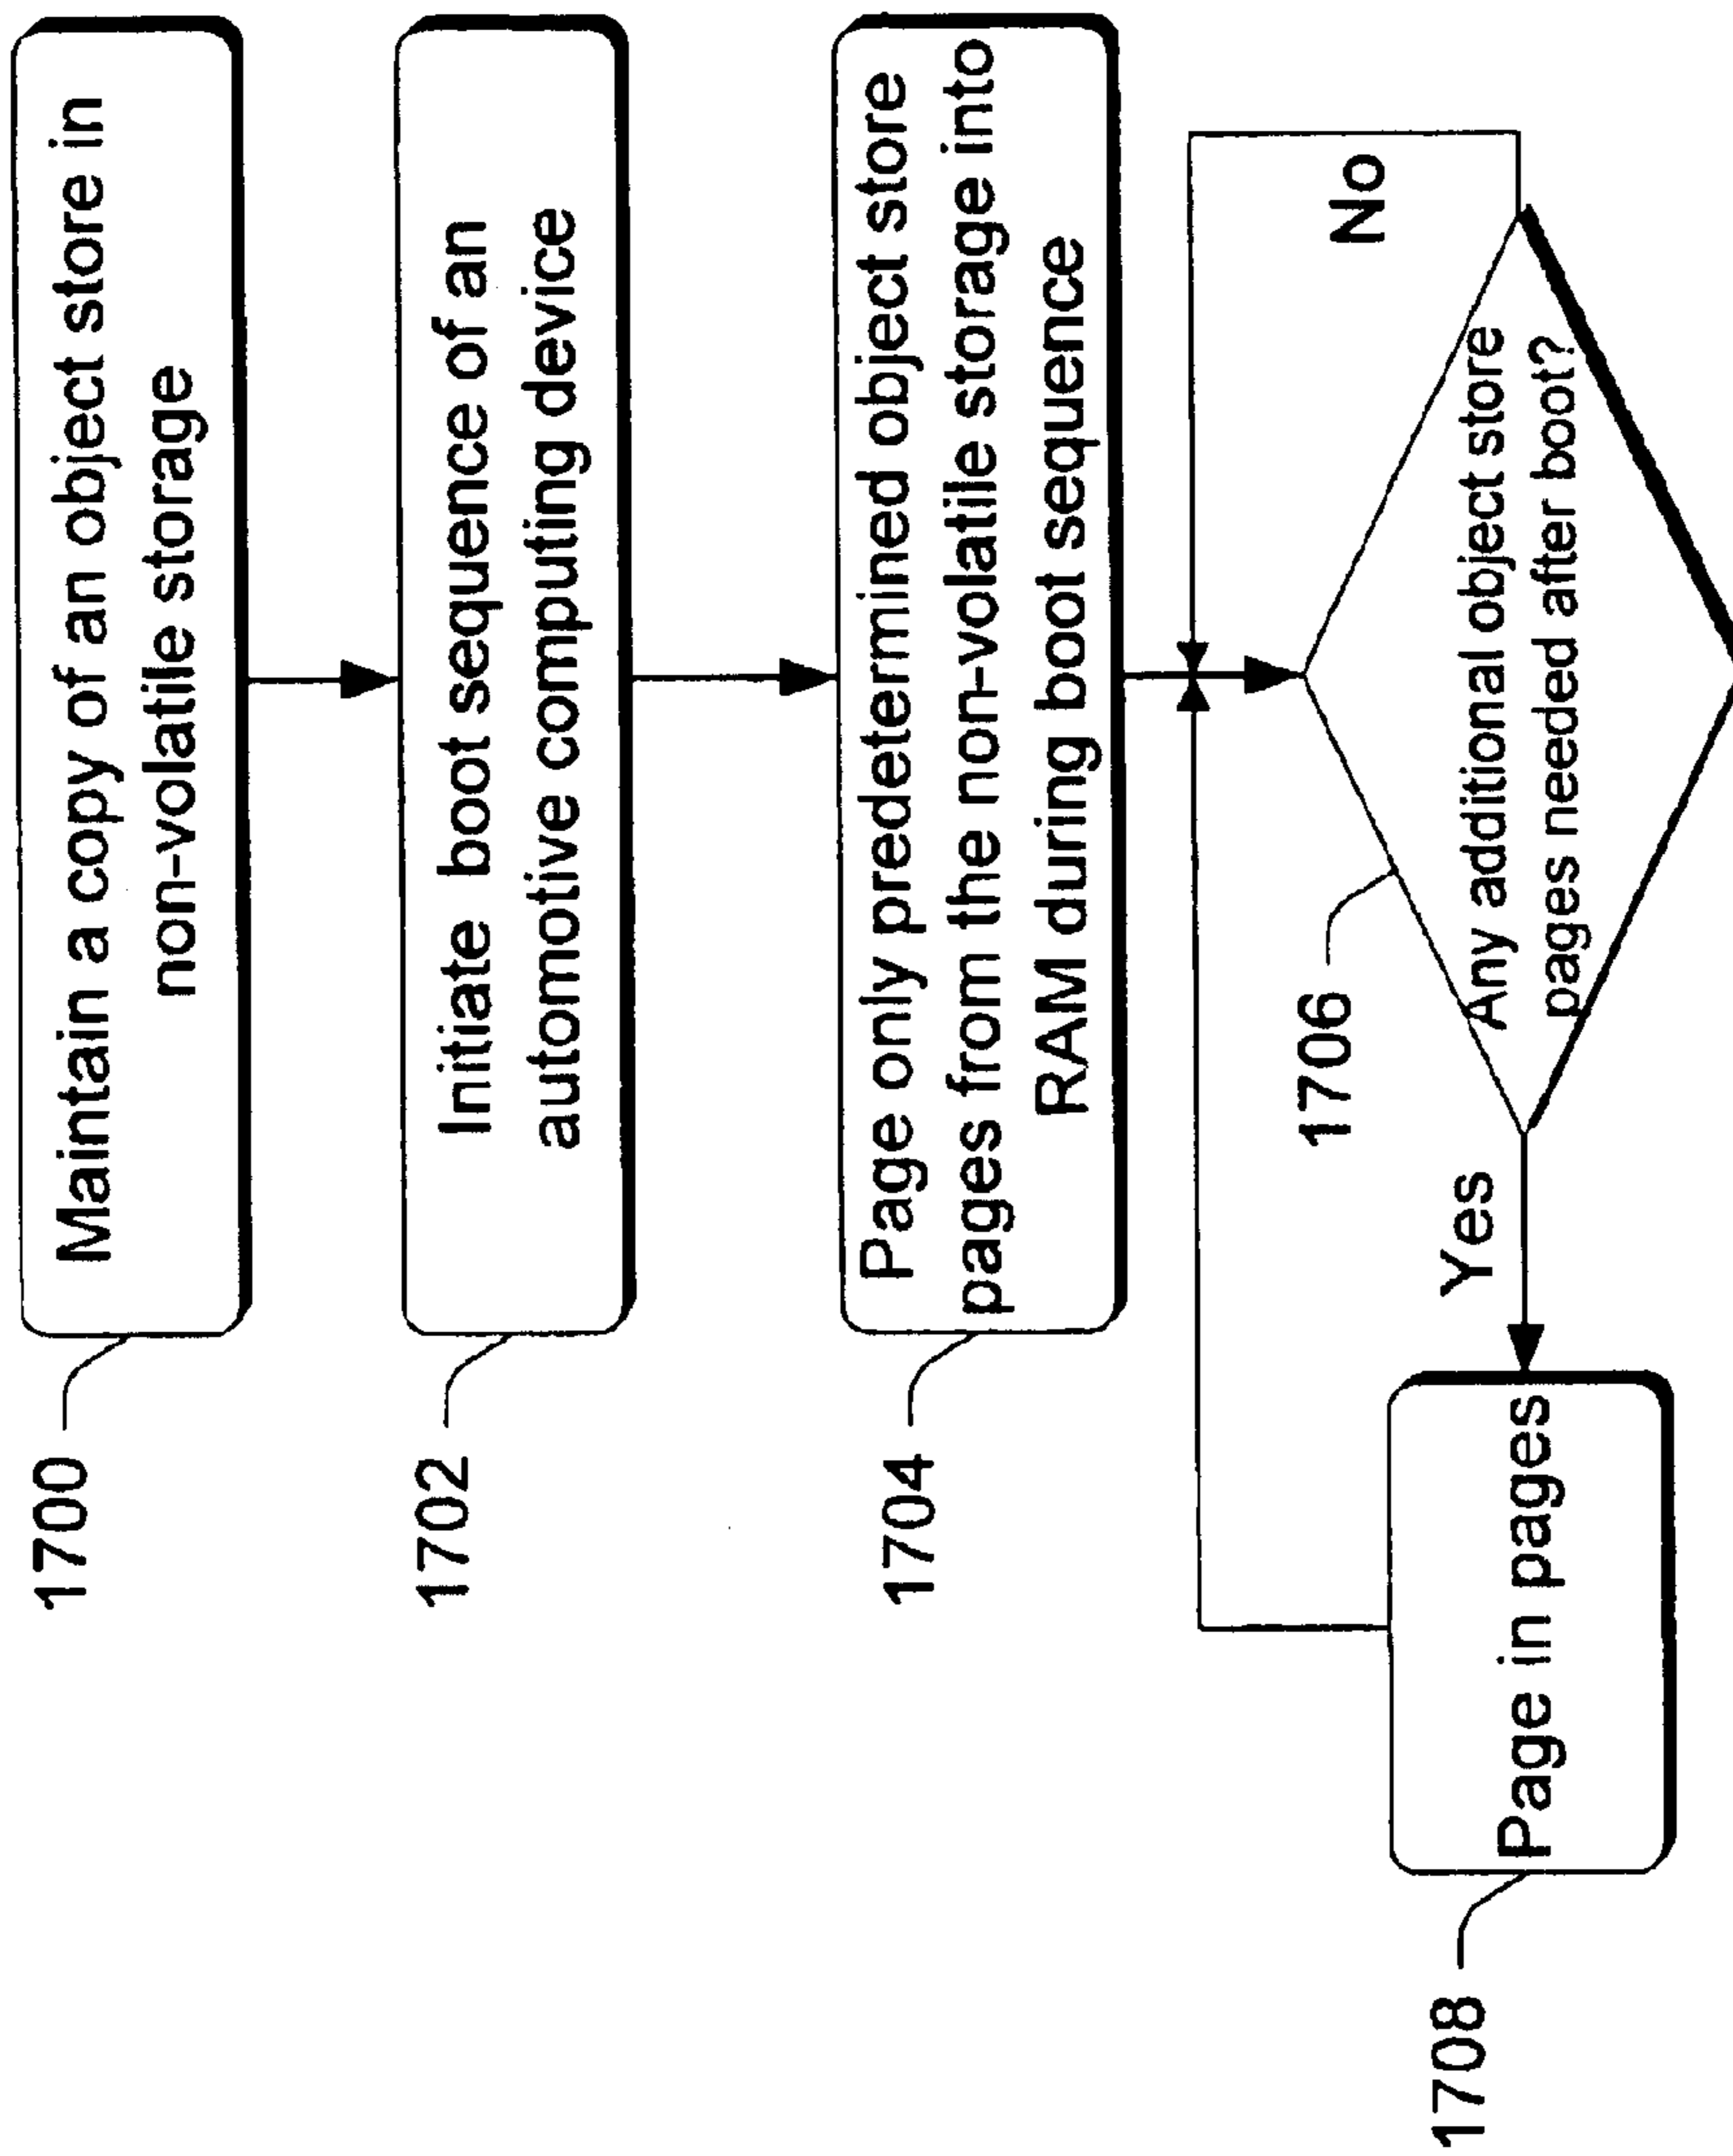 1700
Maintain a copy of an object store in
non-volatile storage
1702
Initiate boot sequence of an
automotive computing device
1704
Page only predetermined object store
pages from the non-volatile storage into
RAM during boot sequence
1706
Any additional object store
pages needed after boot?
No
Yes
1708
Page in pages